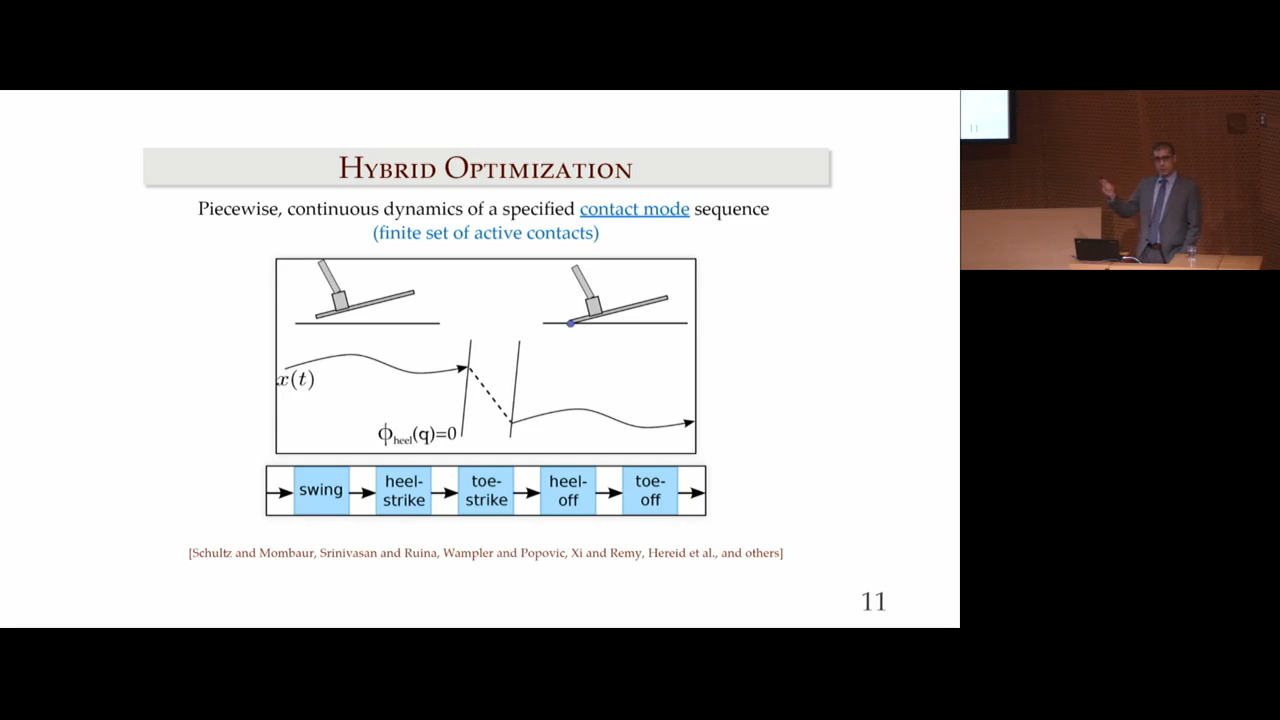 HYBRID OPTIMIZATION
Piecewise, continuous dynamics of a specified contact mode sequence
(finite set of active contacts)
x(t)
ϕheel(q)=0
swing
heel-
strike
toe-
strike
heel-
off
toe-
off
[Schultz and Mombaur, Srinivasan and Ruina, Wampler and Popovic, Xi and Remy, Hereid et al., and others]
11
11